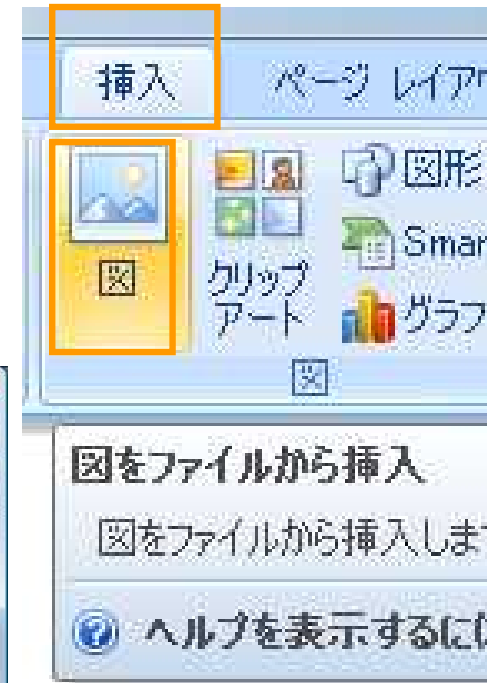 挿入 ページ レイアウ
図 クリップアート 図形
Smar
グラフ
図
図をファイルから挿入
図をファイルから挿入しま
ヘルプを表示するには